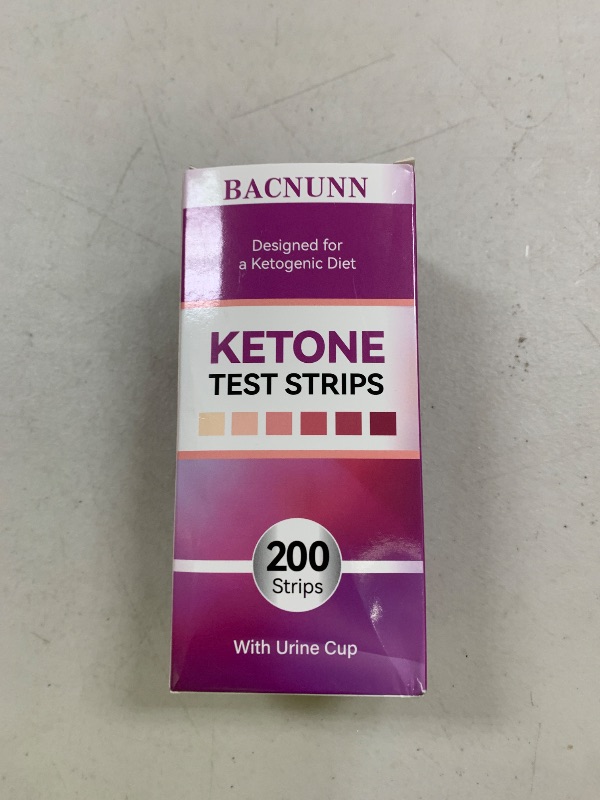 BACNUNN
Designed for
a Ketogenic Diet
KETONE
TEST STRIPS
200
Strips
With Urine Cup